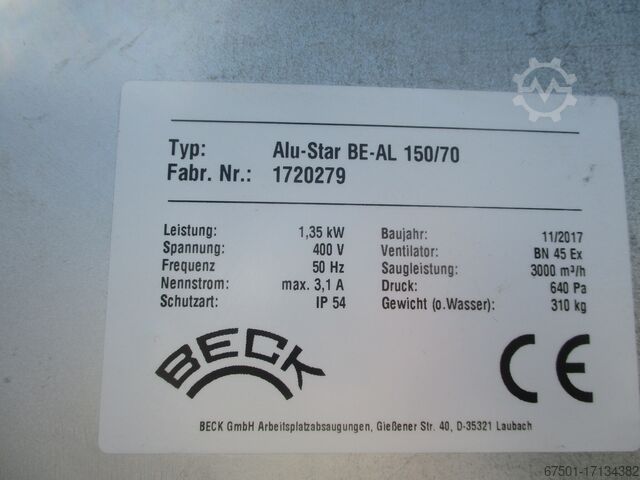 Typ: Alu-Star BE-AL 150/70
Fabr. Nr.: 1720279
Leistung: 1,35 kW
Spannung: 400 V
Frequenz 50 Hz
Nennstrom: max. 3,1 A
Schutzart: IP 54
Baujahr: 11/2017
Ventilator: BN 45 Ex
Saugleistung: 3000 m³/h
Druck: 640 Pa
Gewicht (o.Wasser): 310 kg
BECK
CE
BECK GmbH Arbeitsplatzabsaugungen, Gießener Str. 40, D-35321 Laubach
67501-17134382